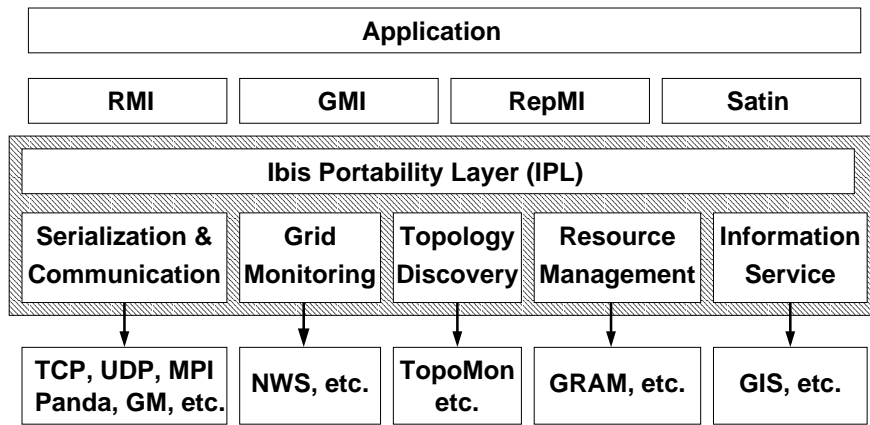 Application
RMI
GMI
RepMI
Satin
Ibis Portability Layer (IPL)
Serialization &
Communication
Grid
Monitoring
Topology
Discovery
Resource
Management
Information
Service
TCP, UDP, MPI
Panda, GM, etc.
NWS, etc.
TopoMon
etc.
GRAM, etc.
GIS, etc.